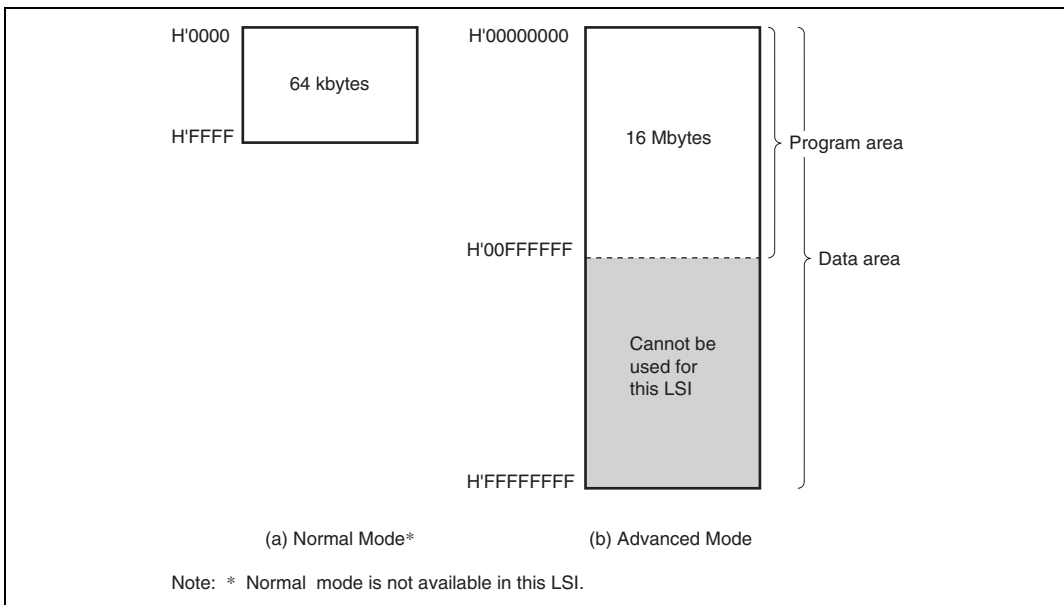 H'0000
64 kbytes
H'FFFF
H'00000000
16 Mbytes
Program area
H'00FFFFFF
Data area
Cannot be
used for
this LSI
H'FFFFFFFF
(a) Normal Mode*
(b) Advanced Mode
Note: * Normal mode is not available in this LSI.